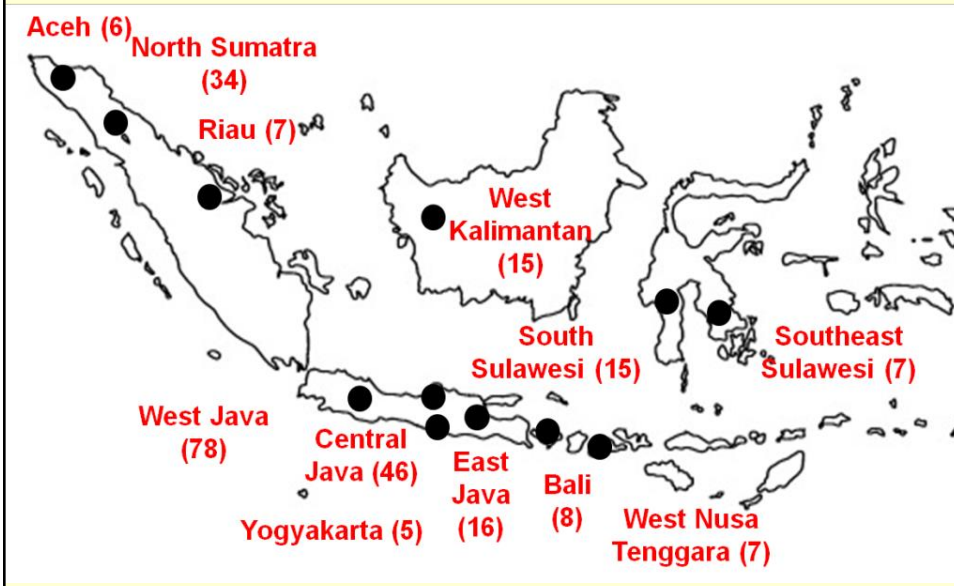 Aceh (6)
North Sumatra
(34)
Riau (7)
West
Kalimantan
(15)
South
Sulawesi (15)
Southeast
Sulawesi (7)
West Java
(78)
Central
Java (46)
East
Java
(16)
Bali
(8)
Yogyakarta (5)
West Nusa
Tenggara (7)